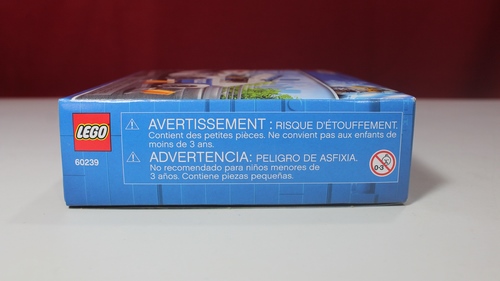 LEGO
60239
AVERTISSEMENT : RISQUE D'ÉTOUFFEMENT.
Contient des petites pièces. Ne convient pas aux enfants de
moins de 3 ans.
ADVERTENCIA: PELIGRO DE ASFIXIA.
No recomendado para niños menores de
3 años. Contiene piezas pequeñas.
0-3